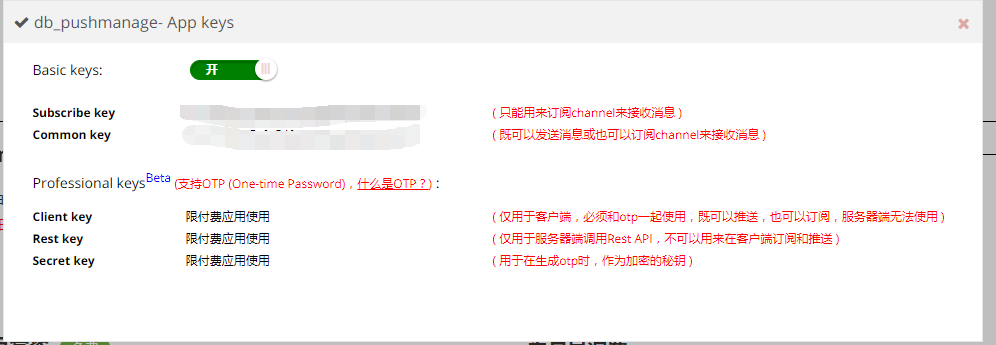 db_pushmanage- App keys
Basic keys: 开
Subscribe key ( 只能用来订阅channel来接收消息 )
Common key ( 既可以发送消息或也可以订阅channel来接收消息 )
Professional keysBeta (支持OTP (One-time Password)，什么是OTP？) :
Client key 限付费应用使用 ( 仅用于客户端，必须和otp一起使用，既可以推送，也可以订阅，服务器端无法使用 )
Rest key 限付费应用使用 ( 仅用于服务器端调用Rest API，不可以用来在客户端订阅和推送 )
Secret key 限付费应用使用 ( 用于在生成otp时，作为加密的秘钥 )